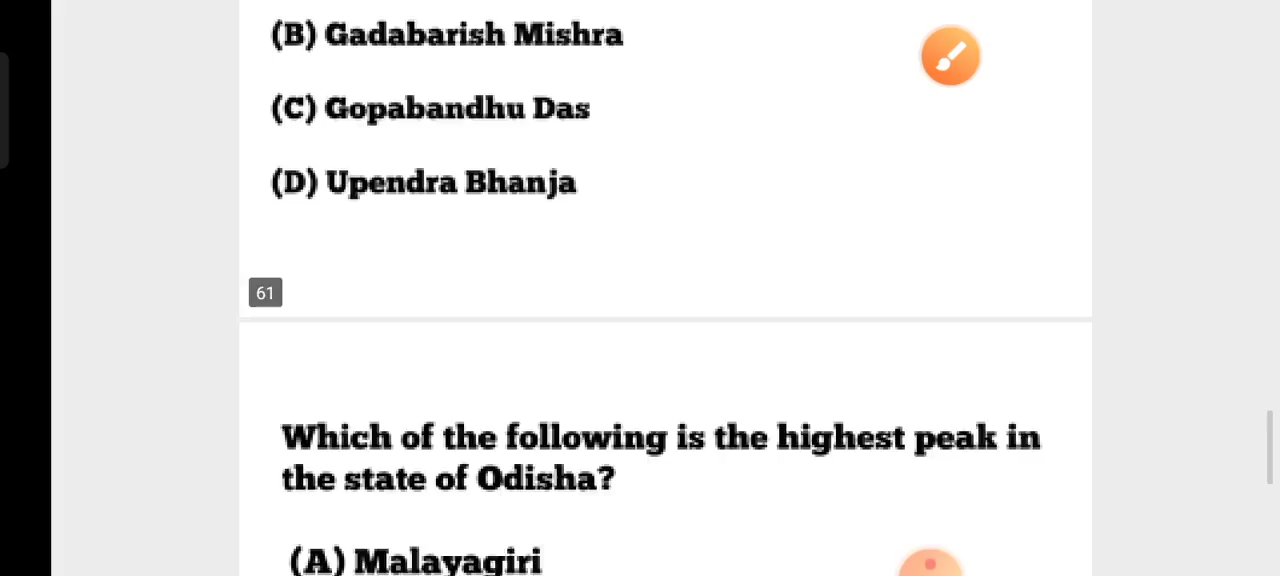 (B) Gadabarish Mishra
(C) Gopabandhu Das
(D) Upendra Bhanja
61
Which of the following is the highest peak in
the state of Odisha?
(A) Malayagiri